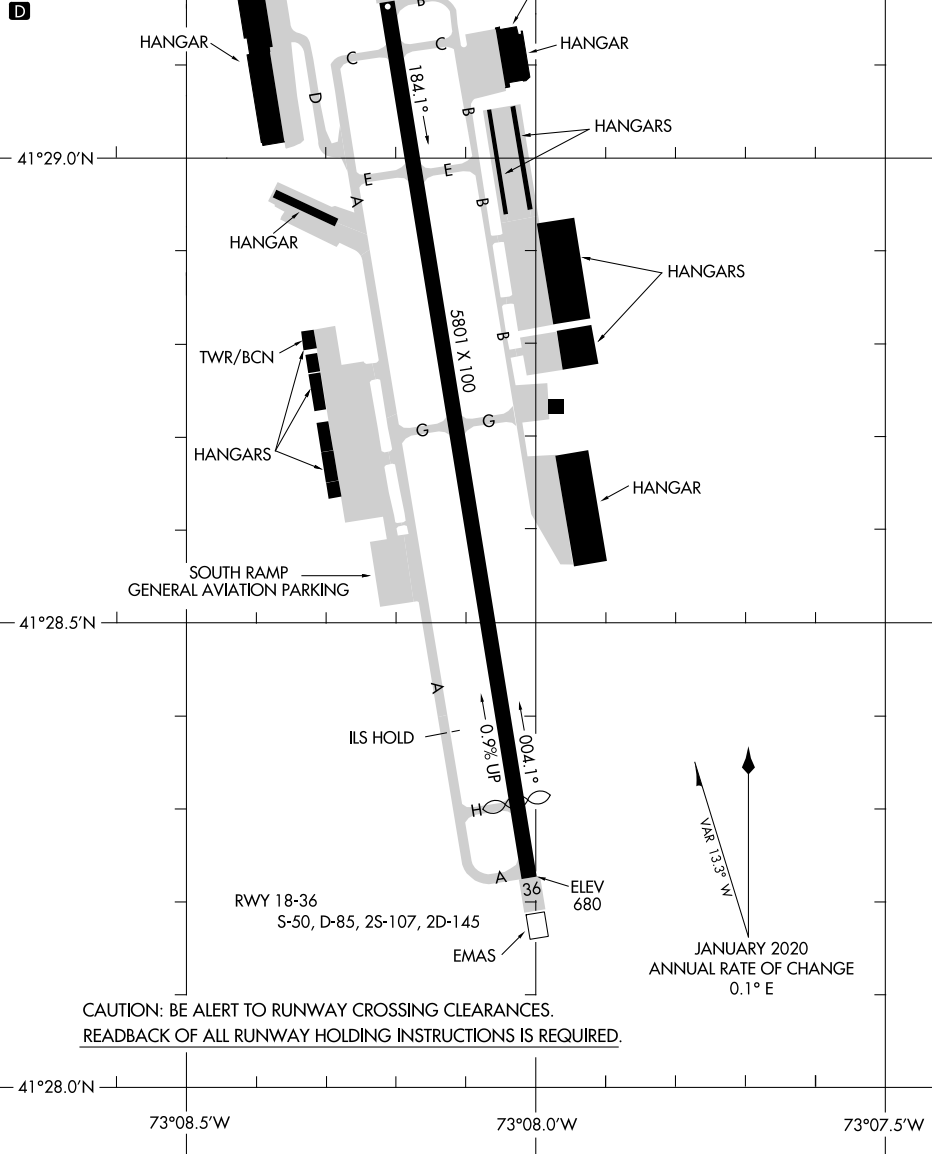 D
B
HANGAR
C
C
HANGAR
184.1°
D
B
HANGARS
41°29.0'N
E
E
A
B
HANGAR
HANGARS
5801 X 100
B
TWR/BCN
G
G
HANGARS
HANGAR
SOUTH RAMP
GENERAL AVIATION PARKING
41°28.5'N
A
ILS HOLD
0.9% UP
004.1°
H
VAR 13.3° W
A
36
ELEV
680
RWY 18-36
S-50, D-85, 2S-107, 2D-145
EMAS
JANUARY 2020
ANNUAL RATE OF CHANGE
0.1° E
CAUTION: BE ALERT TO RUNWAY CROSSING CLEARANCES.
READBACK OF ALL RUNWAY HOLDING INSTRUCTIONS IS REQUIRED.
41°28.0'N
73°08.5'W
73°08.0'W
73°07.5'W